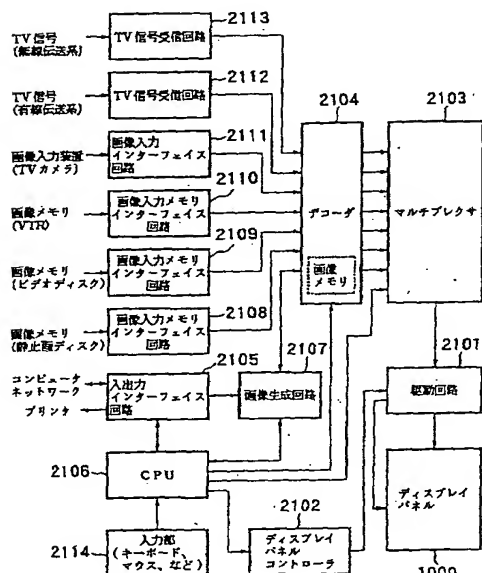 TV信号
(無線伝送系)
TV信号受信回路
2113
TV信号
(有線伝送系)
TV信号受信回路
2112
画像入力装置
(TVカメラ)
画像入力
インターフェイス
回路
2111
画像メモリ
(VTR)
画像入力メモリ
インターフェイス
回路
2110
画像メモリ
(ビデオディスク)
画像入力メモリ
インターフェイス
回路
2109
画像メモリ
(静止画ディスク)
画像入力メモリ
インターフェイス
回路
2108
2104
デコーダ
画像
メモリ
2103
マルチプレクサ
コンピュータ
ネットワーク
プリンタ
2105
入出力
インターフェイス
回路
2107
画像生成回路
2101
駆動回路
2106
CPU
2102
ディスプレイ
パネル
コントローラ
ディスプレイ
パネル
2114
入力部
(キーボード、
マウス、など)